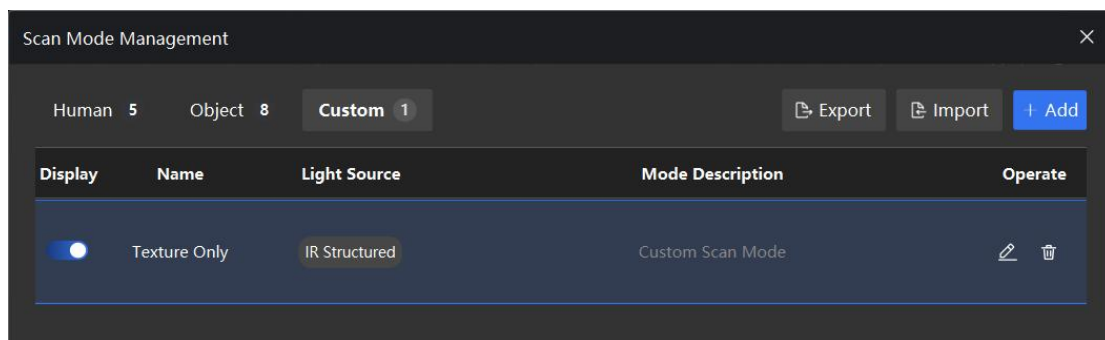 Scan Mode Management
Human 5 Object 8 Custom 1 Export Import + Add
Display Name Light Source Mode Description Operate
Texture Only IR Structured Custom Scan Mode